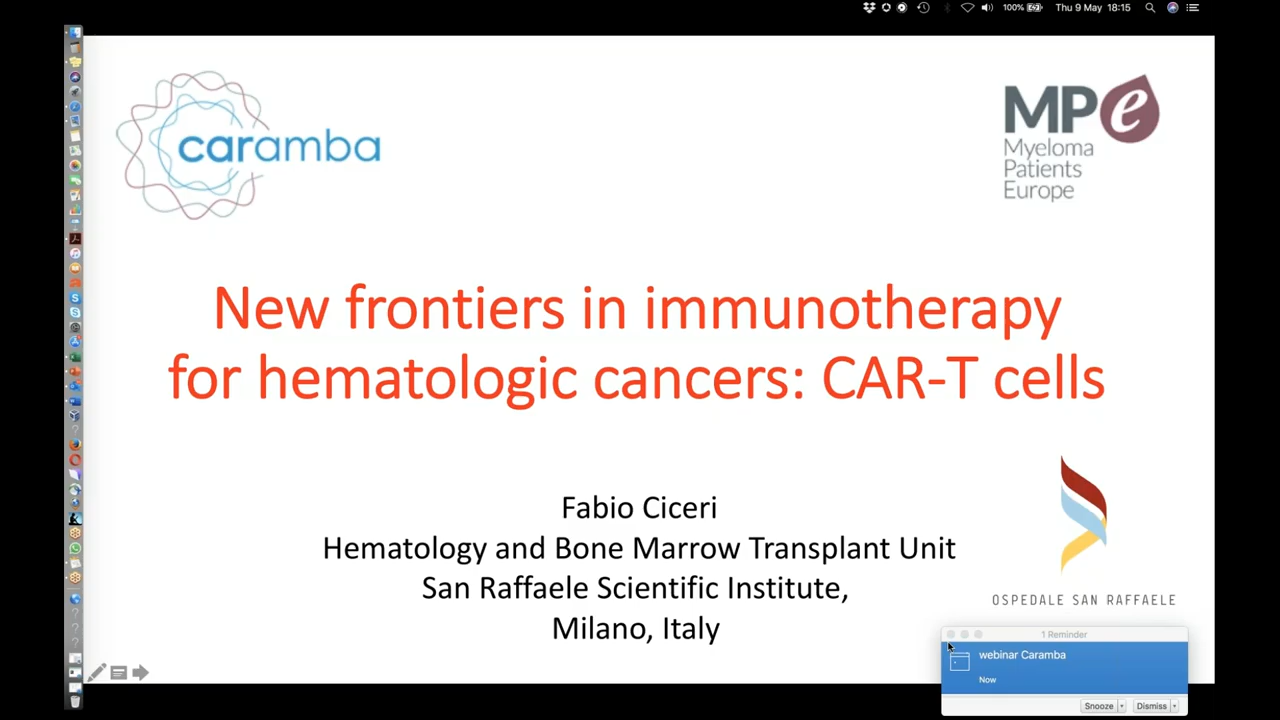 100%
Thu 9 May 18:15
caramba
MPe
Myeloma
Patients
Europe
New frontiers in immunotherapy
for hematologic cancers: CAR-T cells
Fabio Ciceri
Hematology and Bone Marrow Transplant Unit
San Raffaele Scientific Institute,
Milano, Italy
OSPEDALE SAN RAFFAELE
1 Reminder
webinar Caramba
Now
Snooze
Dismiss